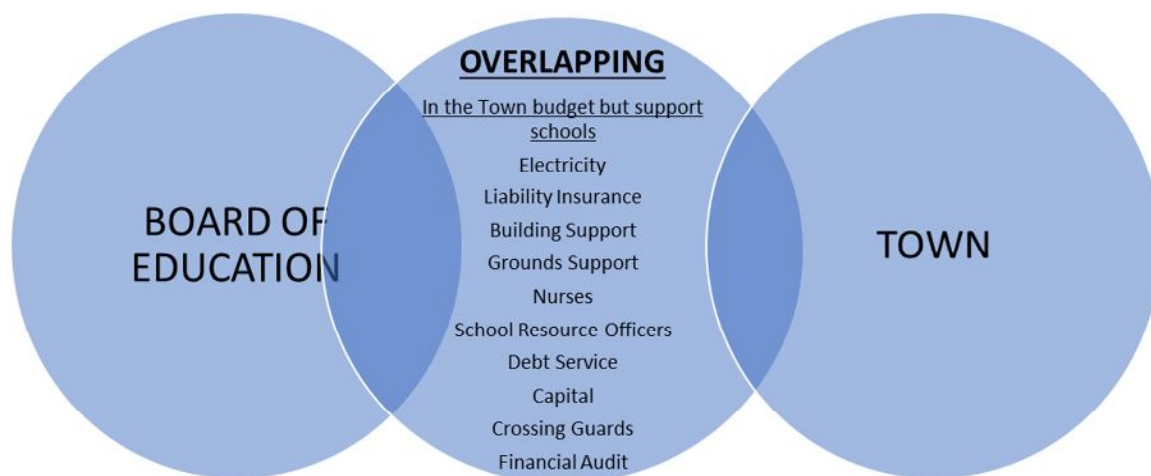 OVERLAPPING
In the Town budget but support
schools
Electricity
Liability Insurance
Building Support
Grounds Support
Nurses
School Resource Officers
Debt Service
Capital
Crossing Guards
Financial Audit
BOARD OF
EDUCATION
TOWN